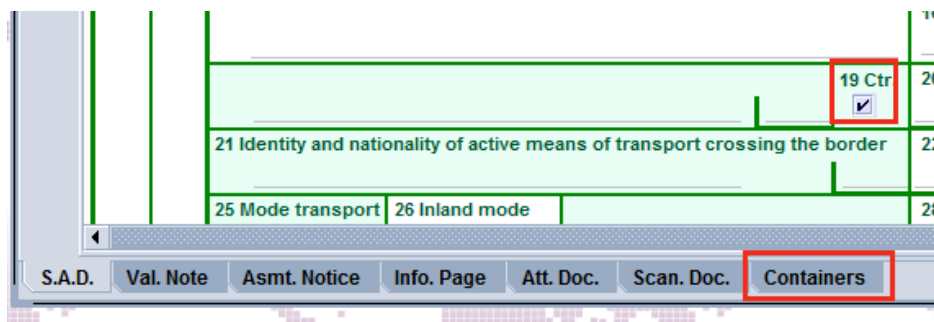 19 Ctr.
21 Identity and nationality of active means of transport crossing the border
25 Mode transport 26 Inland mode
S.A.D. Val. Note Asmt. Notice Info. Page Att. Doc. Scan. Doc. Containers